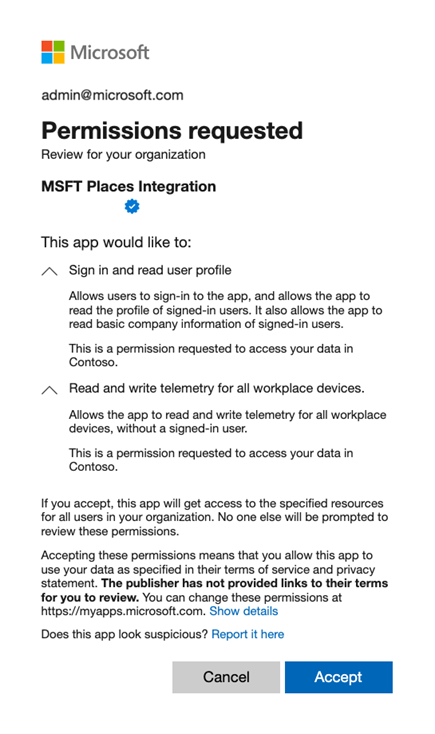 Microsoft
admin@microsoft.com
Permissions requested
Review for your organization
MSFT Places Integration
This app would like to:
Sign in and read user profile
Allows users to sign-in to the app, and allows the app to
read the profile of signed-in users. It also allows the app to
read basic company information of signed-in users.
This is a permission requested to access your data in
Contoso.
Read and write telemetry for all workplace devices.
Allows the app to read and write telemetry for all workplace
devices, without a signed-in user.
This is a permission requested to access your data in
Contoso.
If you accept, this app will get access to the specified resources
for all users in your organization. No one else will be prompted to
review these permissions.
Accepting these permissions means that you allow this app to
use your data as specified in their terms of service and privacy
statement. The publisher has not provided links to their terms
for you to review. You can change these permissions at
https://myapps.microsoft.com. Show details
Does this app look suspicious? Report it here
Cancel Accept